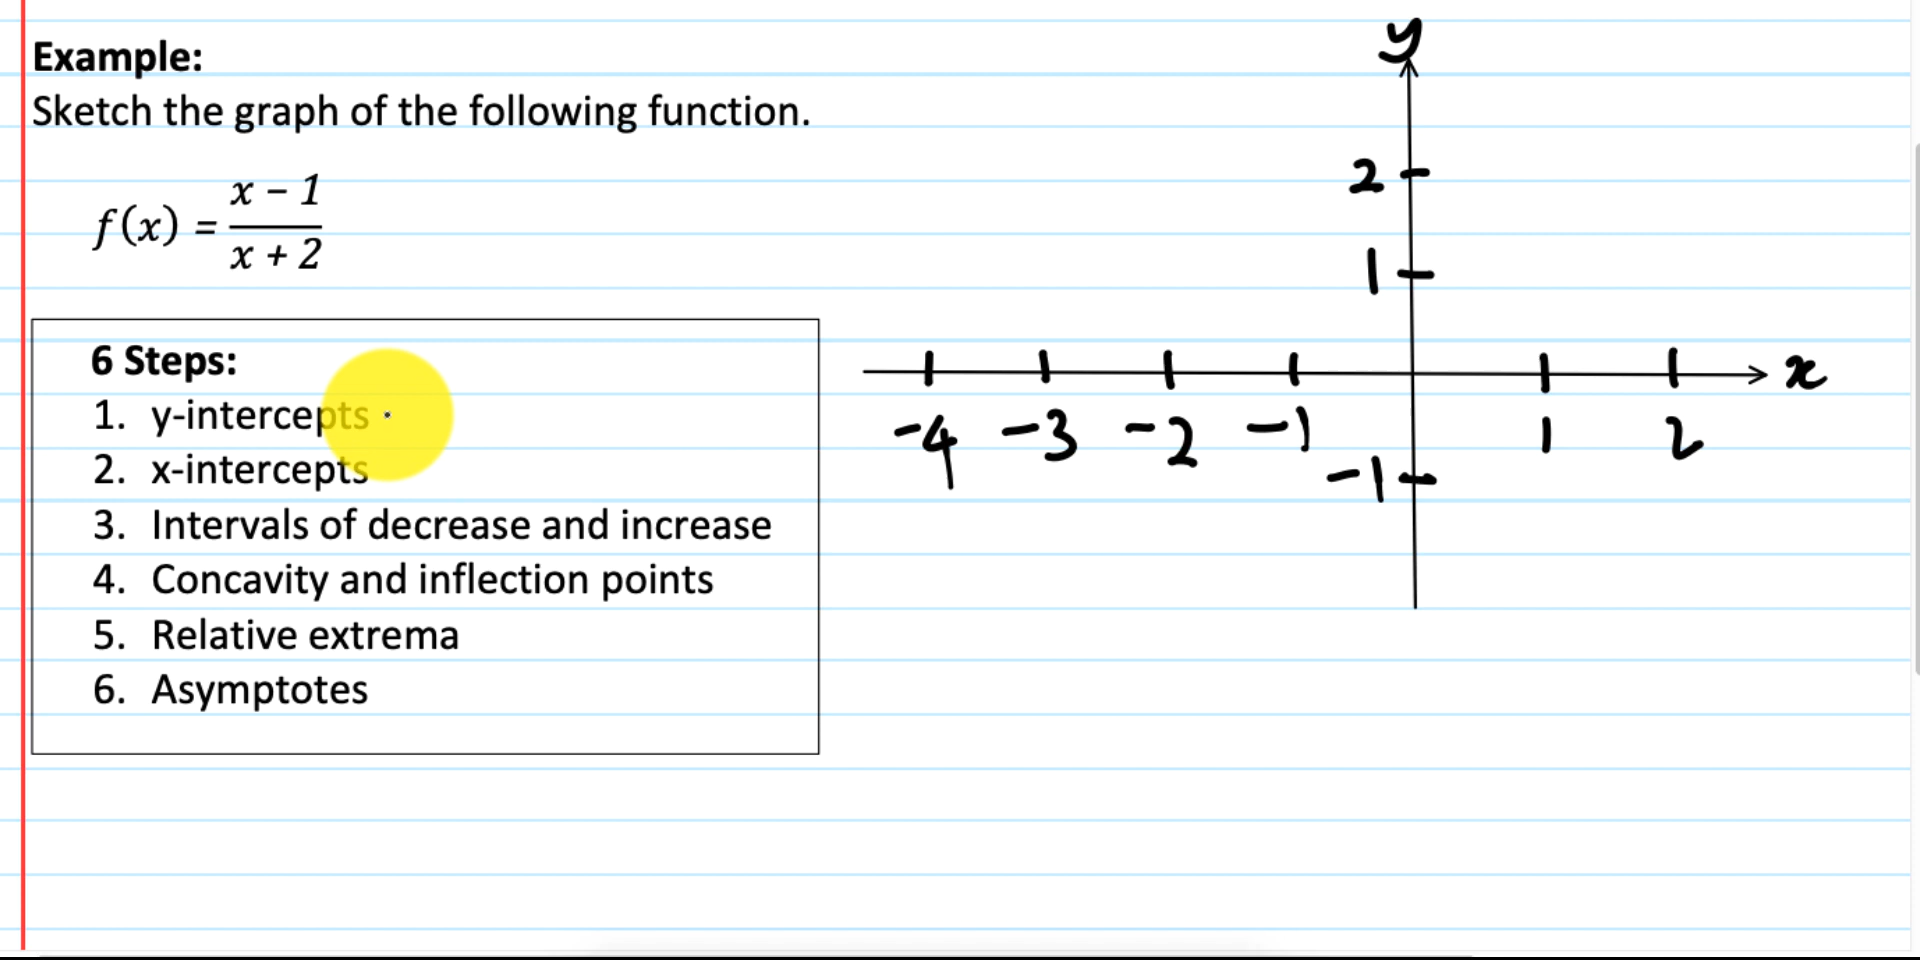 Example:
Sketch the graph of the following function.
f(x) = \frac{x - 1}{x + 2}
6 Steps:
1. y-intercepts
2. x-intercepts
3. Intervals of decrease and increase
4. Concavity and inflection points
5. Relative extrema
6. Asymptotes
y
2
1
x
-4 -3 -2 -1 1 2
-1